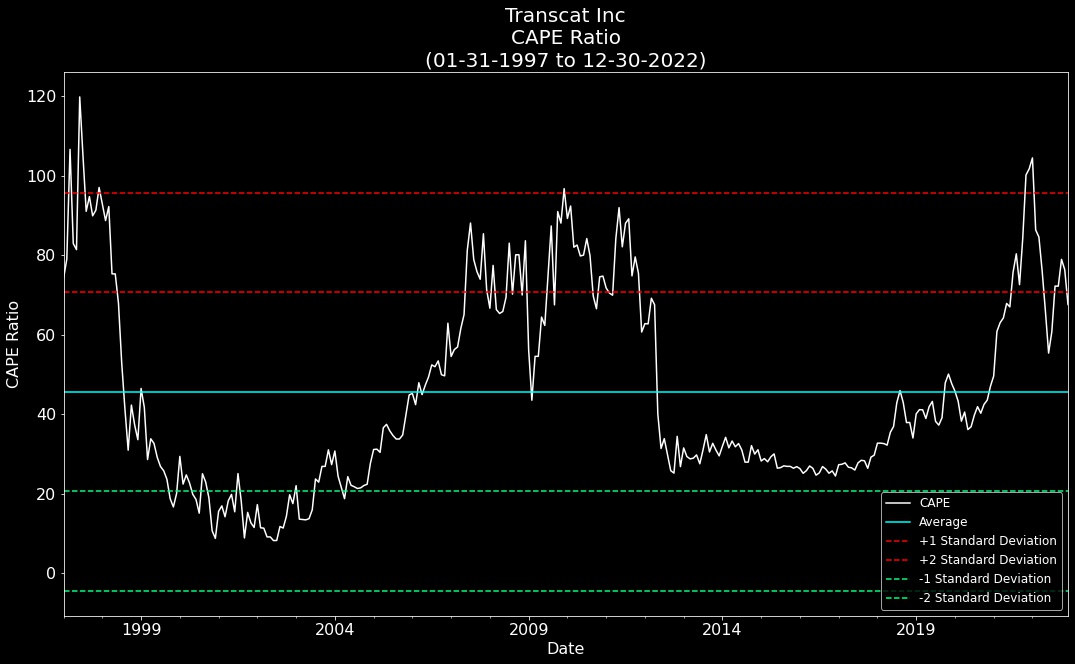 Transcat Inc
CAPE Ratio
(01-31-1997 to 12-30-2022)
CAPE Ratio
120
100
80
60
40
20
0
1999
2004
2009
2014
2019
Date
CAPE
Average
+1 Standard Deviation
+2 Standard Deviation
-1 Standard Deviation
-2 Standard Deviation